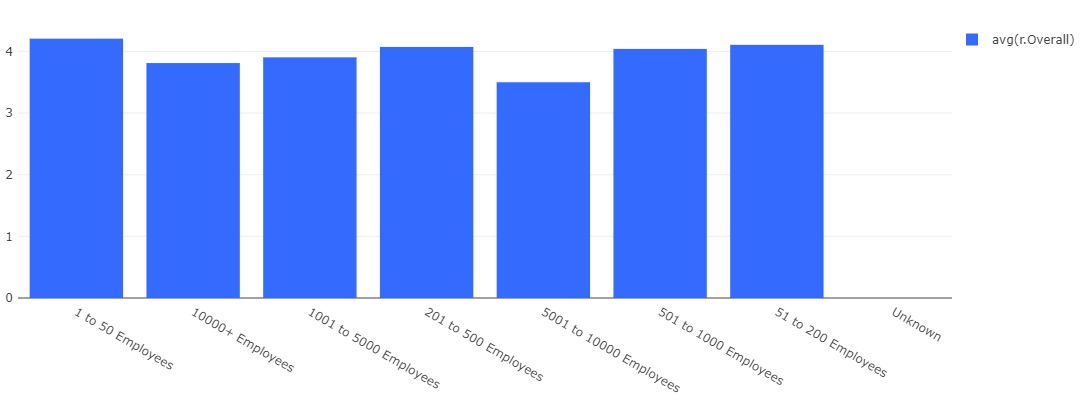 avg(r.Overall)
4
3
2
1
0
1 to 50 Employees
10000+ Employees
1001 to 5000 Employees
201 to 500 Employees
5001 to 10000 Employees
501 to 1000 Employees
51 to 200 Employees
Unknown